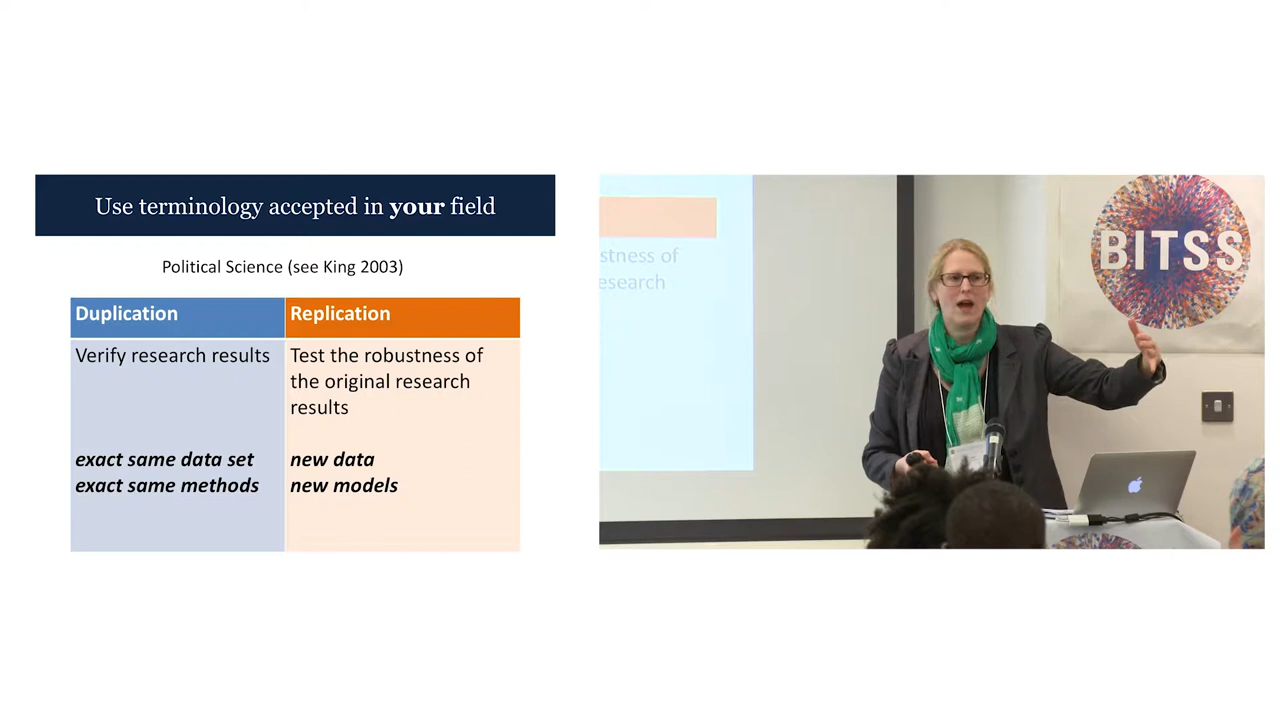 Use terminology accepted in your field
Political Science (see King 2003)
Duplication
Replication
Verify research results
Test the robustness of
the original research
results
exact same data set
exact same methods
new data
new models
stness of
esearch
BITSS